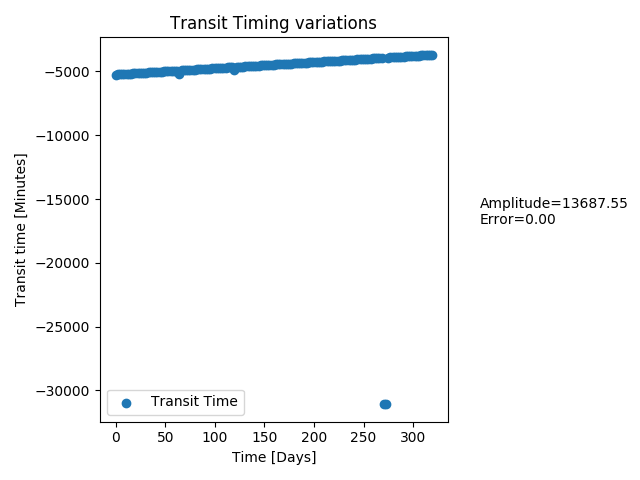 Transit Timing variations
Transit time [Minutes]
−5000
−10000
−15000
−20000
−25000
−30000
Amplitude=13687.55
Error=0.00
Transit Time
0 50 100 150 200 250 300
Time [Days]